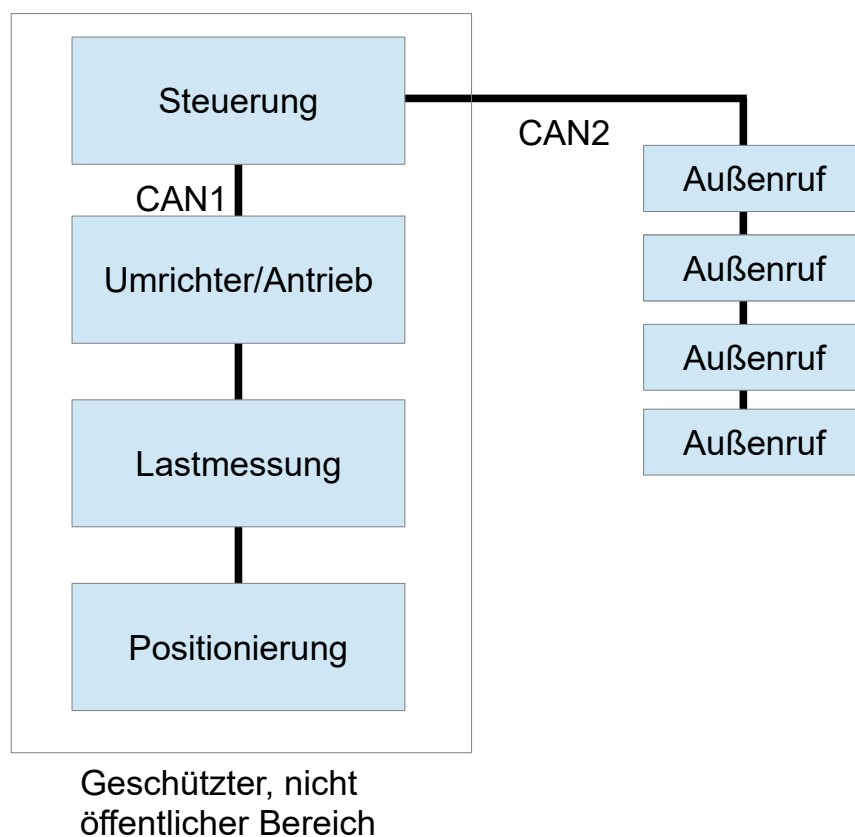 Steuerung
CAN2
Außenruf
CAN1
Umrichter/Antrieb
Außenruf
Außenruf
Außenruf
Lastmessung
Positionierung
Geschützter, nicht
öffentlicher Bereich